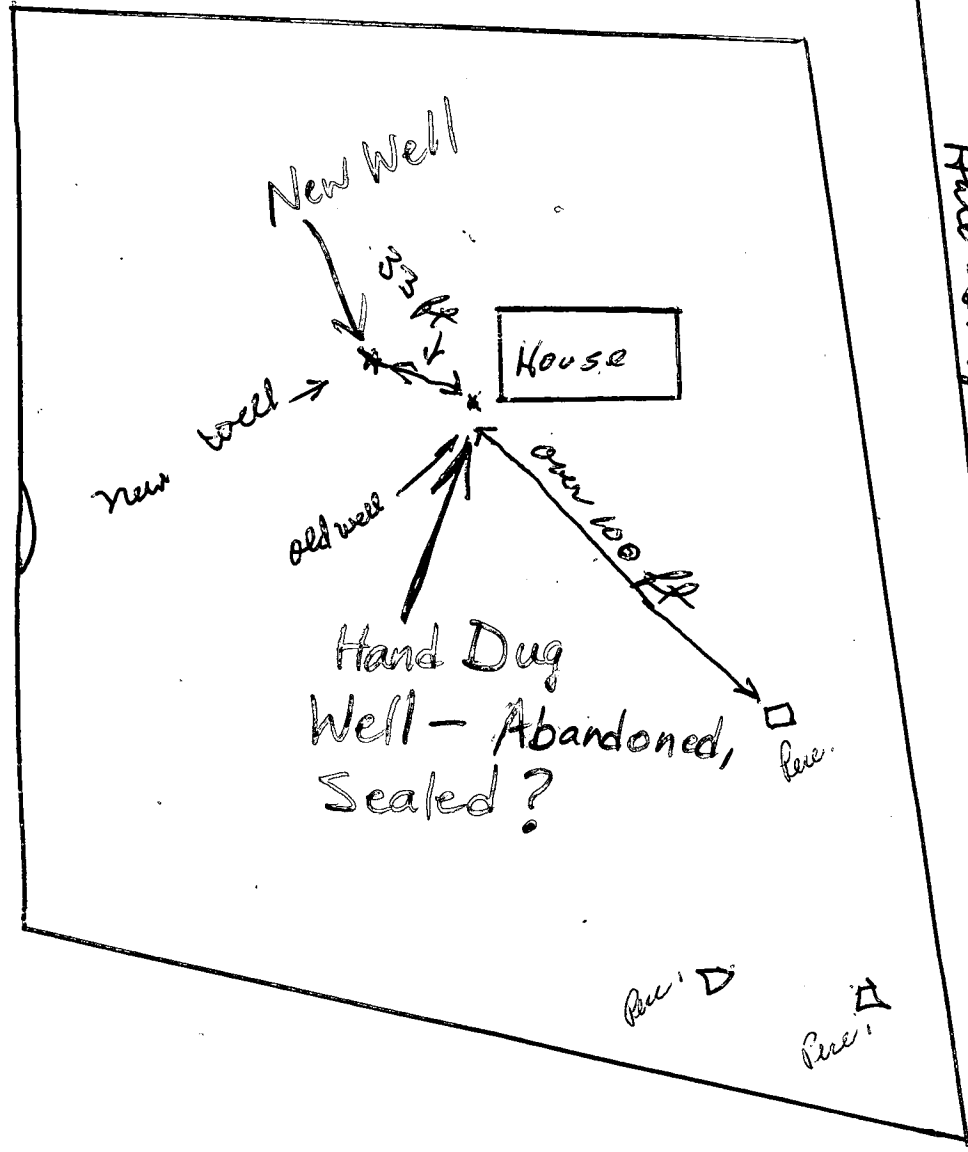 New Well
33 ft
House
new well
old well
over 100 ft
Hand Dug
Well — Abandoned,
Sealed?
Perc.
Perc.
Perc.